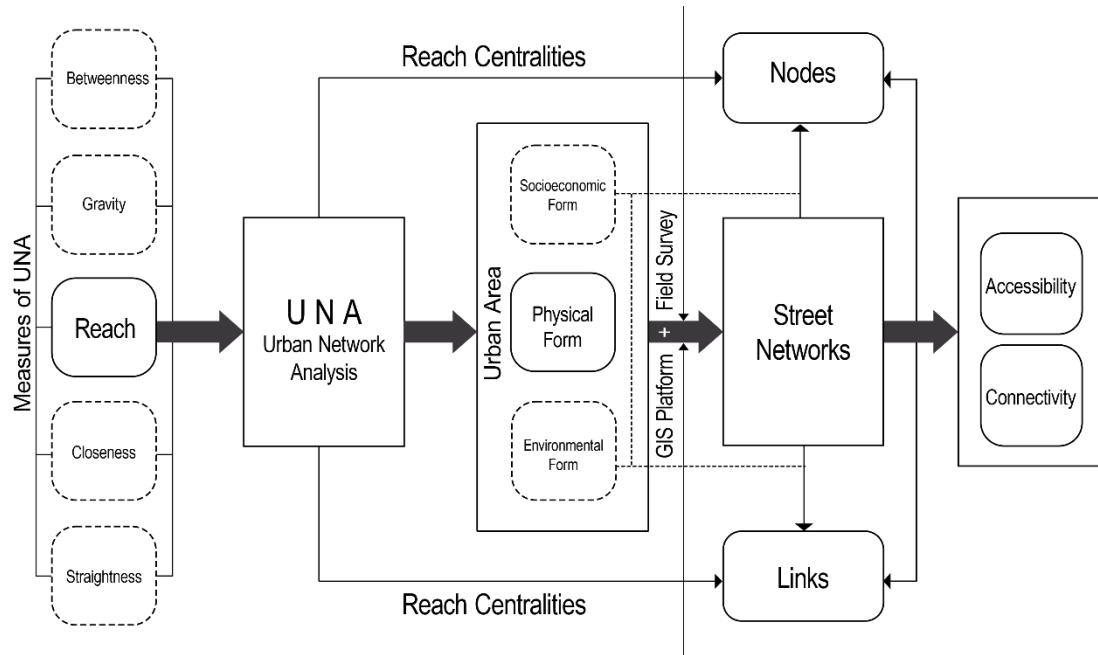 Measures of UNA
Betweenness
Gravity
Reach
Closeness
Straightness
U N A
Urban Network
Analysis
Reach Centralities
Reach Centralities
Urban Area
Socioeconomic
Form
Physical
Form
Environmental
Form
Field Survey
+
GIS Platform
Nodes
Street
Networks
Links
Accessibility
Connectivity